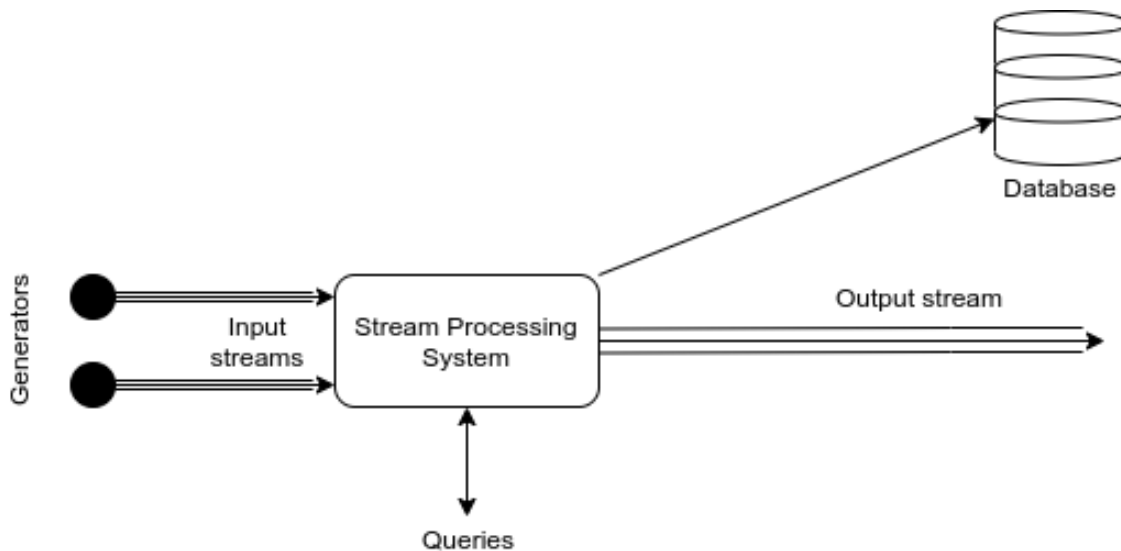 Database
Generators
Output stream
Input
streams
Stream Processing
System
Queries